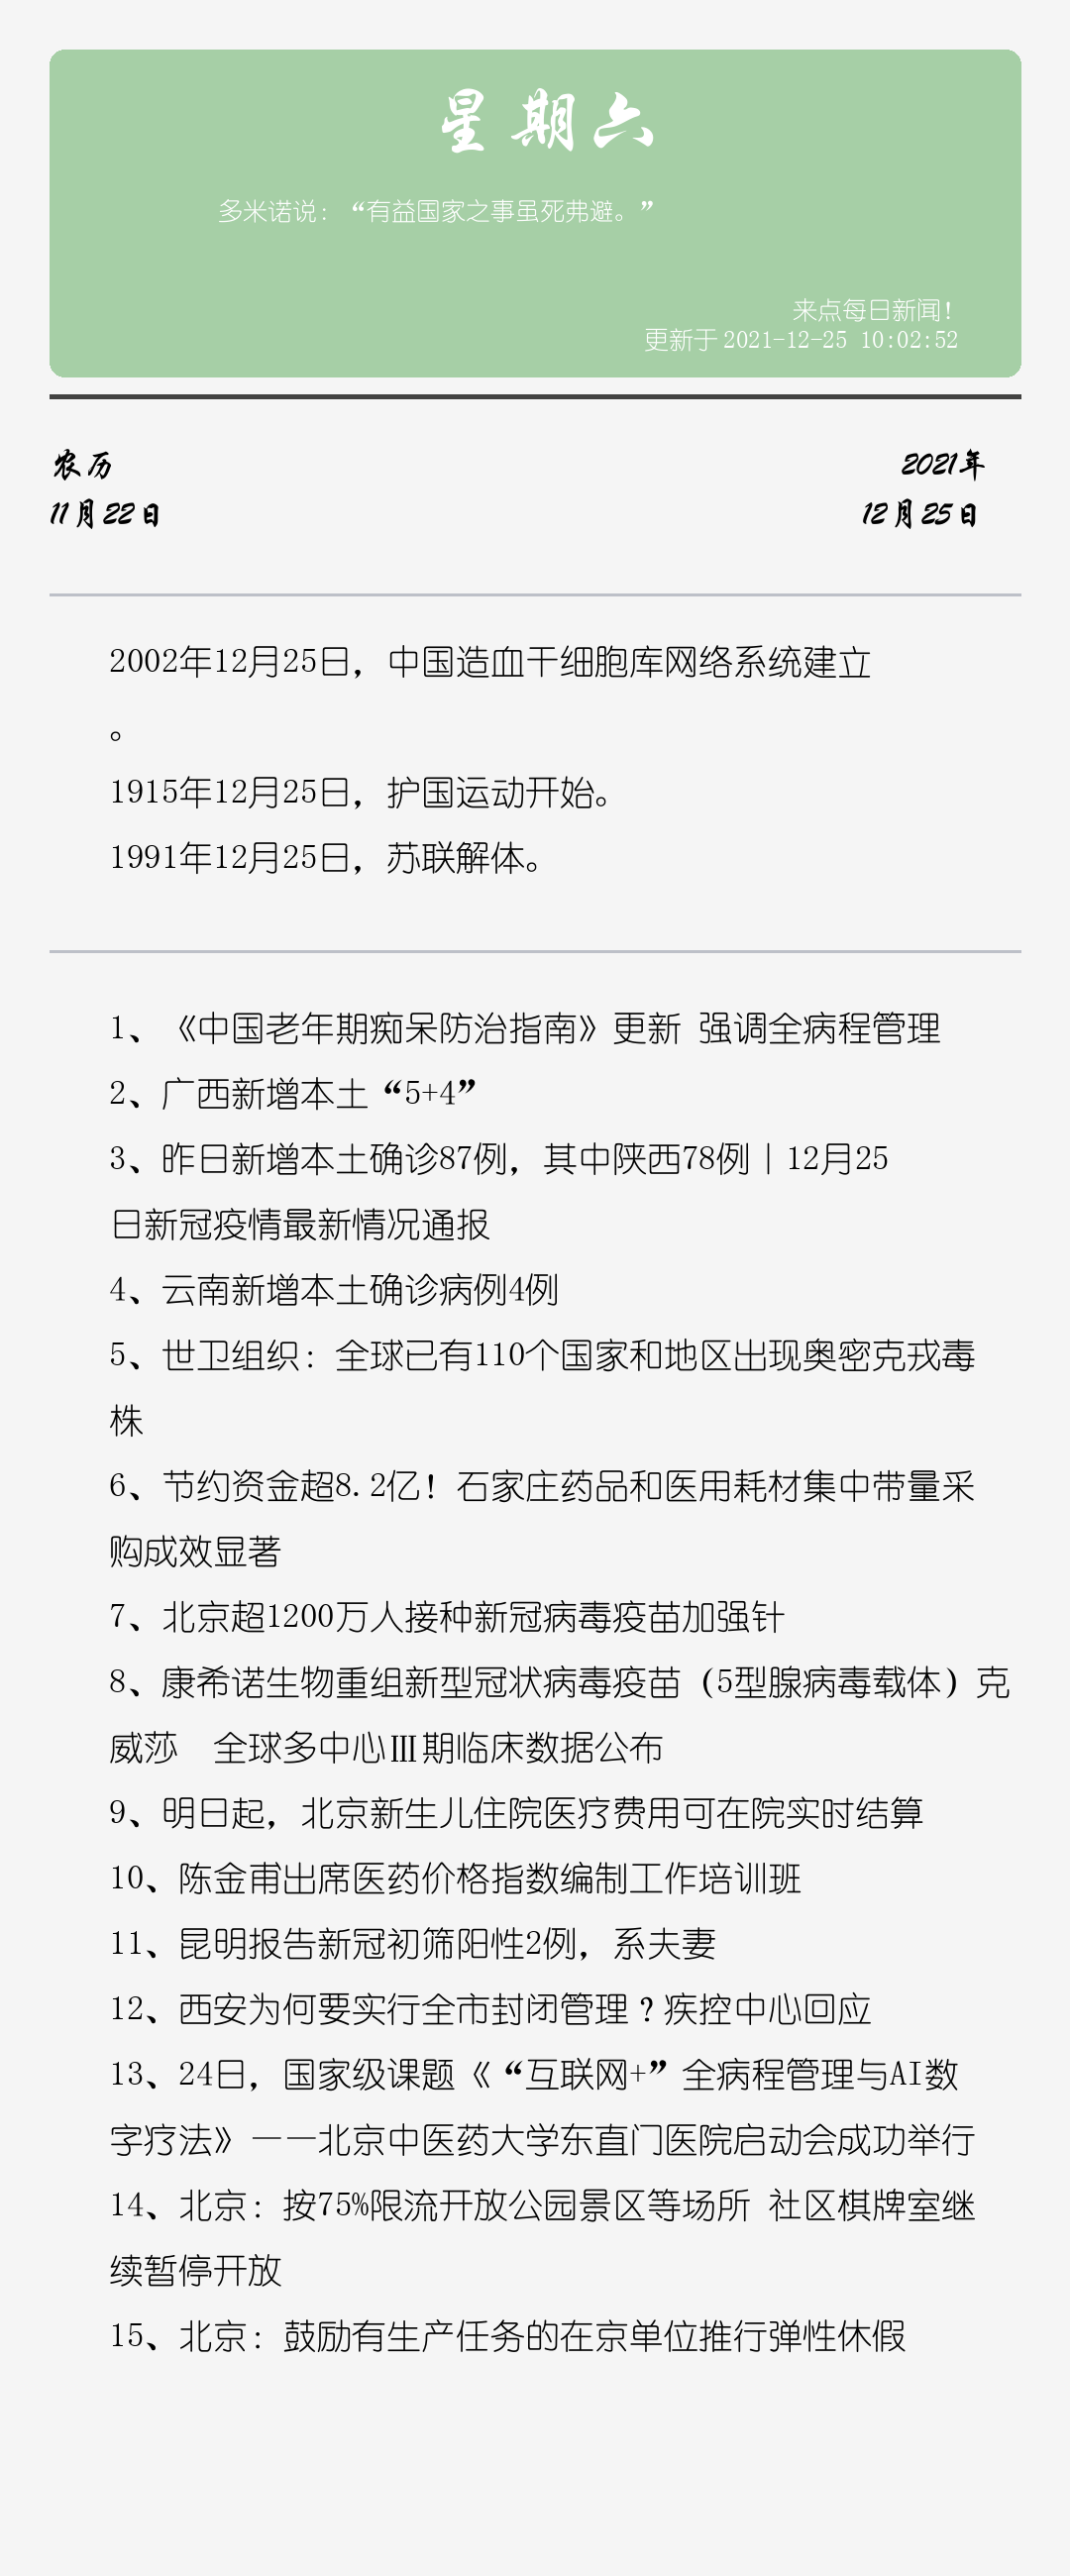 星期六
多米诺说：“有益国家之事虽死弗避。”
来点每日新闻！
更新于 2021-12-25 10:02:52
农历
2021年
11月22日
12月25日
2002年12月25日，中国造血干细胞库网络系统建立
。
1915年12月25日，护国运动开始。
1991年12月25日，苏联解体。
1、《中国老年期痴呆防治指南》更新 强调全病程管理
2、广西新增本土“5+4”
3、昨日新增本土确诊87例，其中陕西78例｜12月25
日新冠疫情最新情况通报
4、云南新增本土确诊病例4例
5、世卫组织：全球已有110个国家和地区出现奥密克戎毒
株
6、节约资金超8.2亿！石家庄药品和医用耗材集中带量采
购成效显著
7、北京超1200万人接种新冠病毒疫苗加强针
8、康希诺生物重组新型冠状病毒疫苗（5型腺病毒载体）克
威莎　全球多中心Ⅲ期临床数据公布
9、明日起，北京新生儿住院医疗费用可在院实时结算
10、陈金甫出席医药价格指数编制工作培训班
11、昆明报告新冠初筛阳性2例，系夫妻
12、西安为何要实行全市封闭管理？疾控中心回应
13、24日，国家级课题《“互联网+”全病程管理与AI数
字疗法》——北京中医药大学东直门医院启动会成功举行
14、北京：按75%限流开放公园景区等场所 社区棋牌室继
续暂停开放
15、北京：鼓励有生产任务的在京单位推行弹性休假